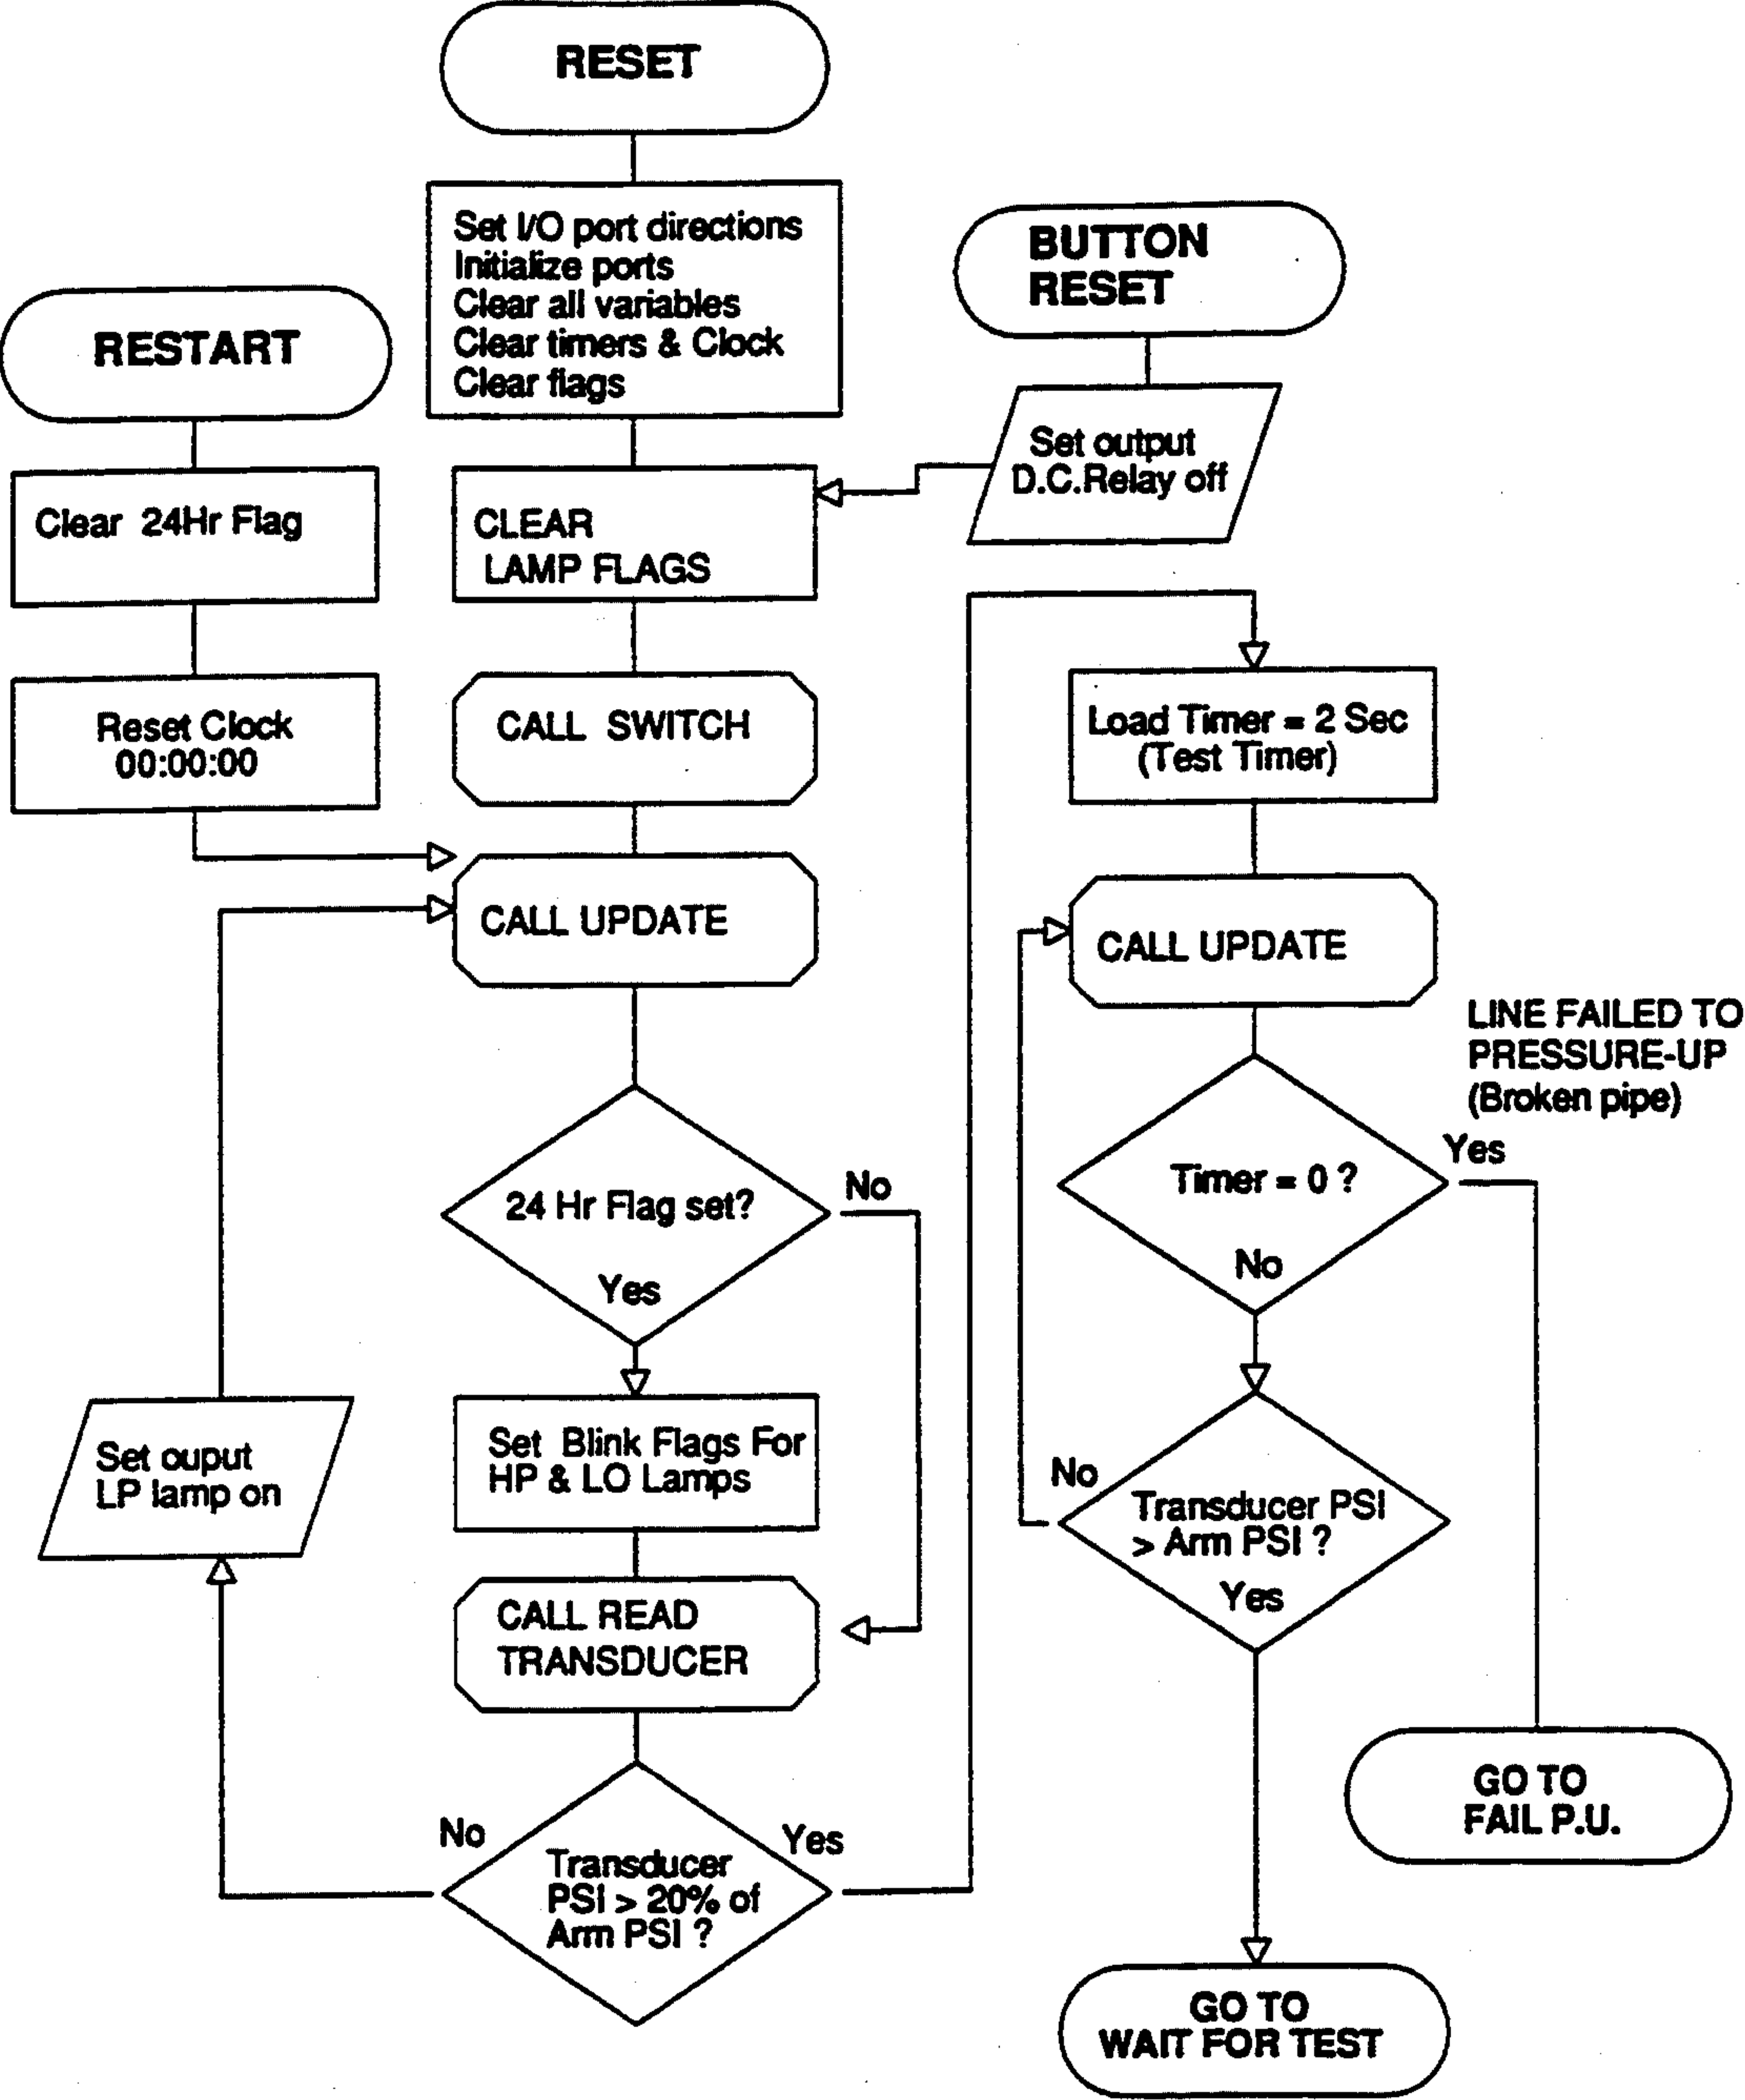 RESET
Set I/O port directions
Initialize ports
Clear all variables
Clear timers & Clock
Clear flags
BUTTON
RESET
RESTART
Set output
D.C.Relay off
Clear 24Hr Flag
CLEAR
LAMP FLAGS
Reset Clock
00:00:00
CALL SWITCH
Load Timer = 2 Sec
(Test Timer)
CALL UPDATE
CALL UPDATE
LINE FAILED TO
PRESSURE-UP
(Broken pipe)
24 Hr Flag set?
No
Yes
Timer = 0 ?
Yes
No
Set ouput
LP lamp on
Set Blink Flags For
HP & LO Lamps
No
Transducer PSI
> Arm PSI ?
Yes
CALL READ
TRANSDUCER
No
Yes
Transducer
PSI > 20% of
Arm PSI ?
GO TO
FAIL P.U.
GO TO
WAIT FOR TEST